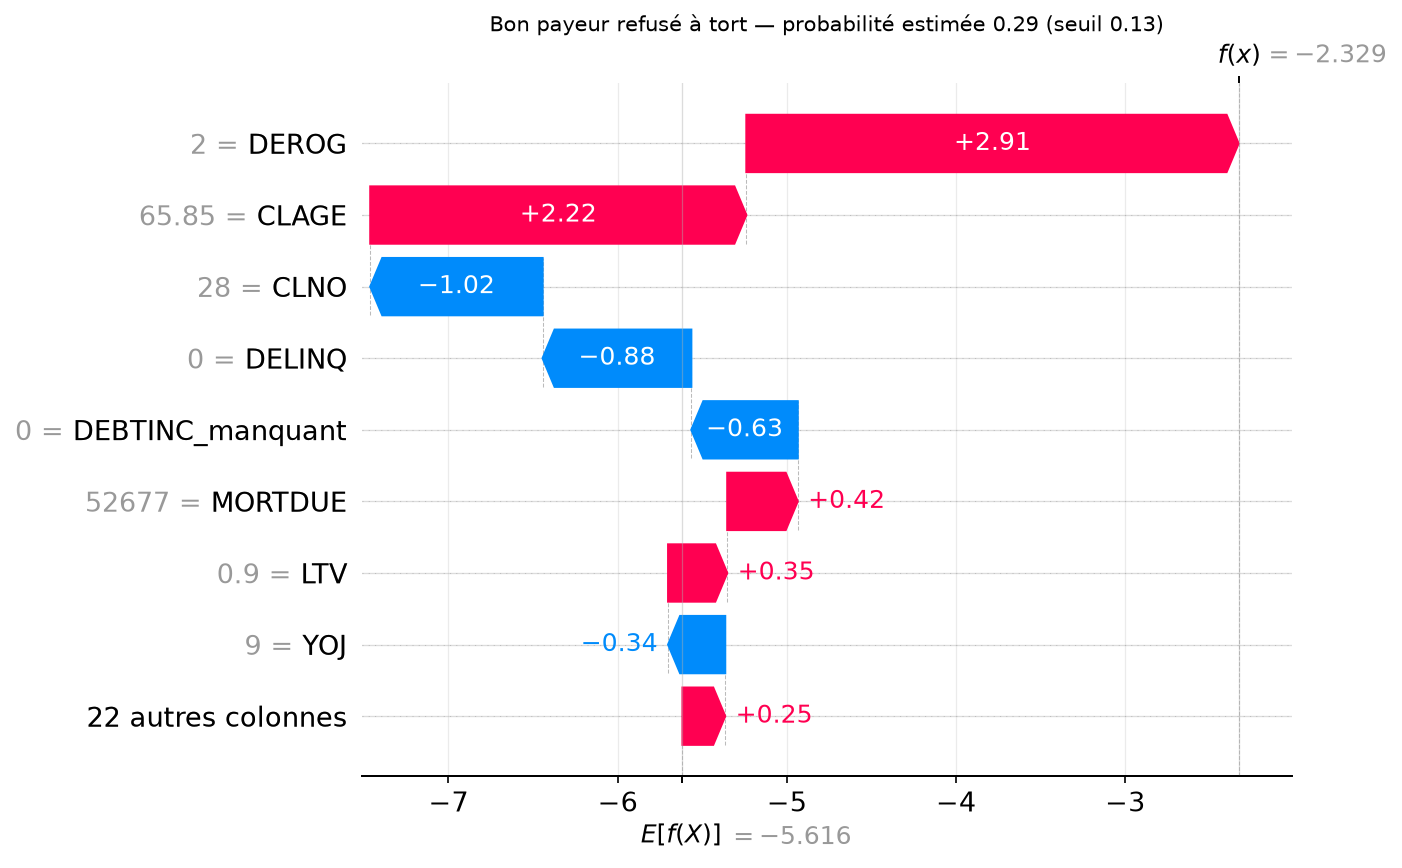 Bon payeur refusé à tort — probabilité estimée 0.29 (seuil 0.13)
f(x) = −2.329
2 = DEROG
+2.91
65.85 = CLAGE
+2.22
28 = CLNO
−1.02
0 = DELINQ
−0.88
0 = DEBTINC_manquant
−0.63
52677 = MORTDUE
+0.42
0.9 = LTV
+0.35
9 = YOJ
−0.34
22 autres colonnes
+0.25
−7 −6 −5 −4 −3
E[f(X)] = −5.616